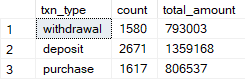 txn_type count total_amount
1 withdrawal 1580 793003
2 deposit 2671 1359168
3 purchase 1617 806537